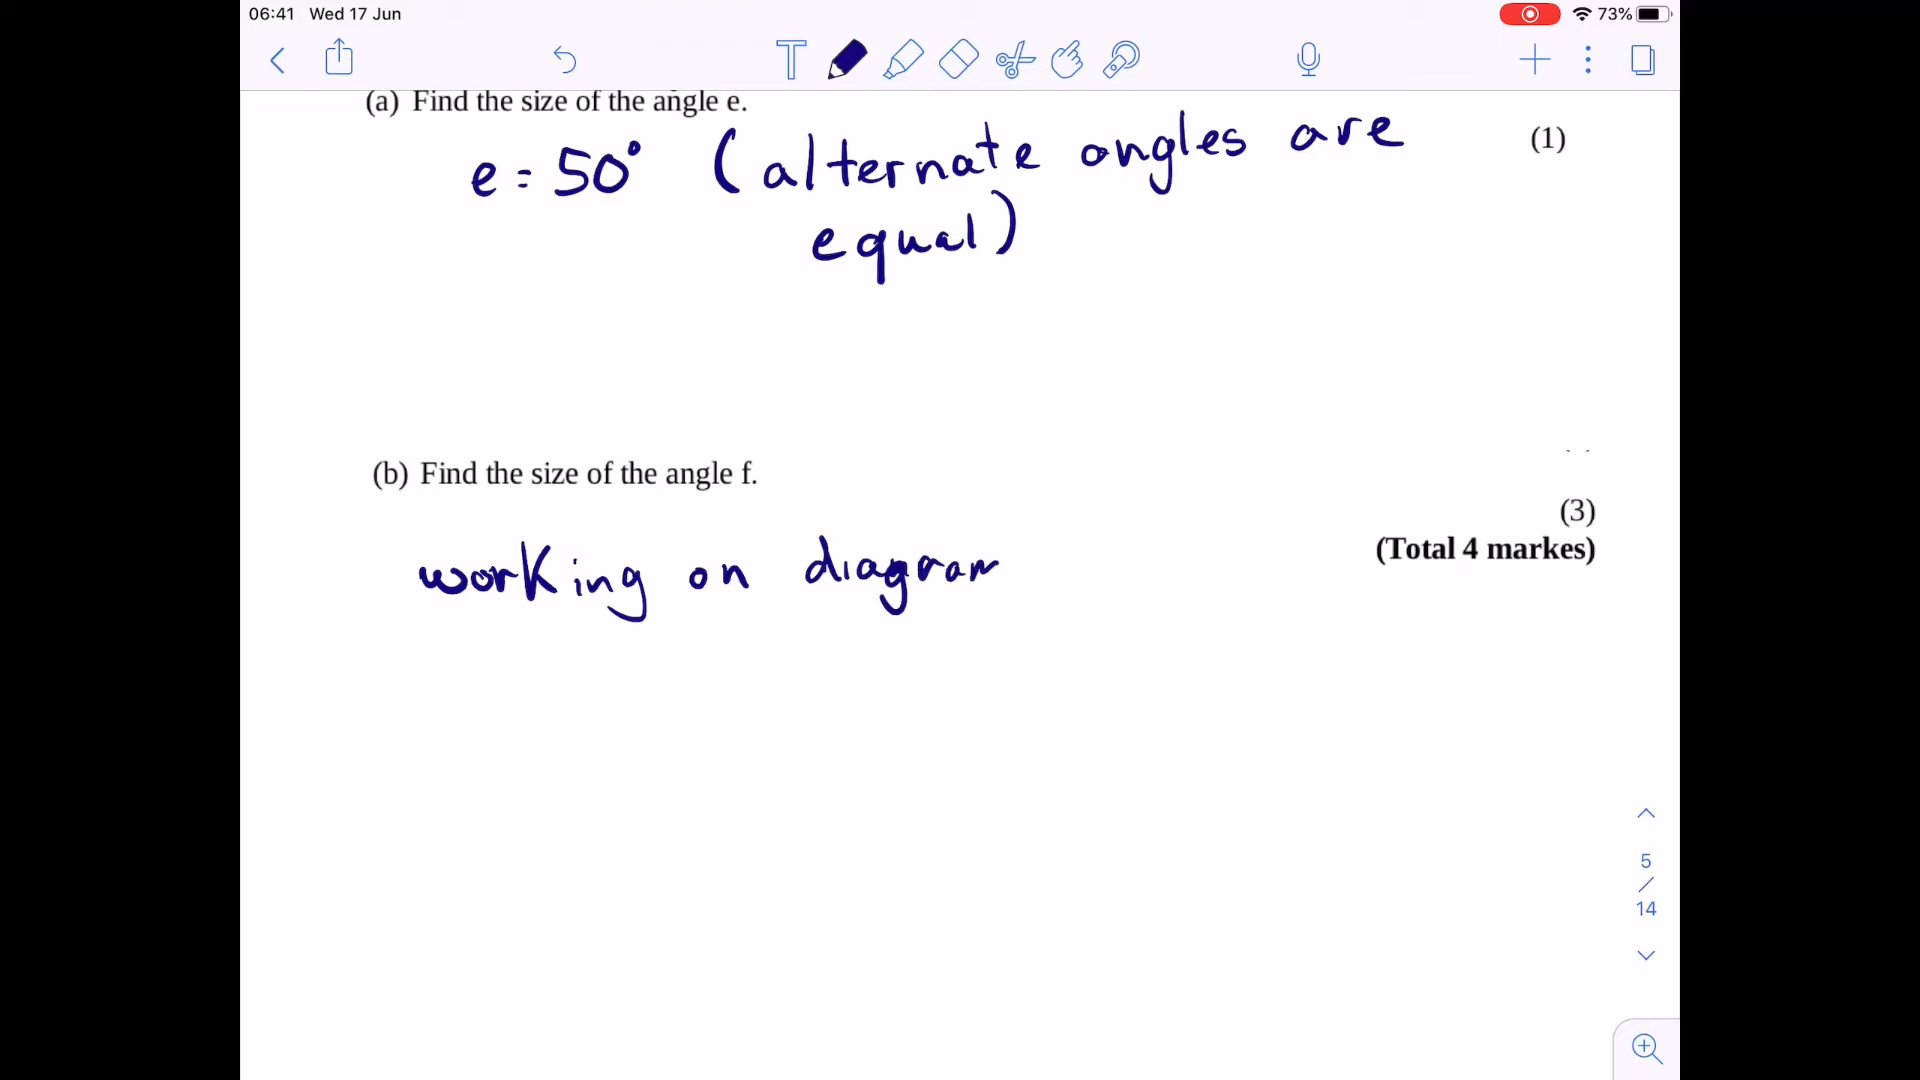 06:41 Wed 17 Jun
73%
T
(a) Find the size of the angle e.
(1)
e = 50° (alternate angles are
equal)
(b) Find the size of the angle f.
(3)
(Total 4 markes)
working on diagram
5
/
14